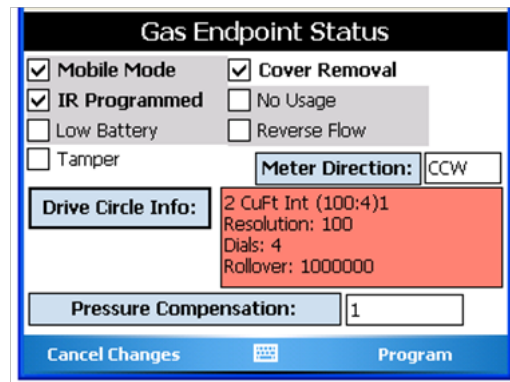 Gas Endpoint Status
Mobile Mode Cover Removal
IR Programmed No Usage
Low Battery Reverse Flow
Tamper
Meter Direction: CCW
Drive Circle Info: 2 CuFt Int (100:4)1
Resolution: 100
Dials: 4
Rollover: 1000000
Pressure Compensation: 1
Cancel Changes Program